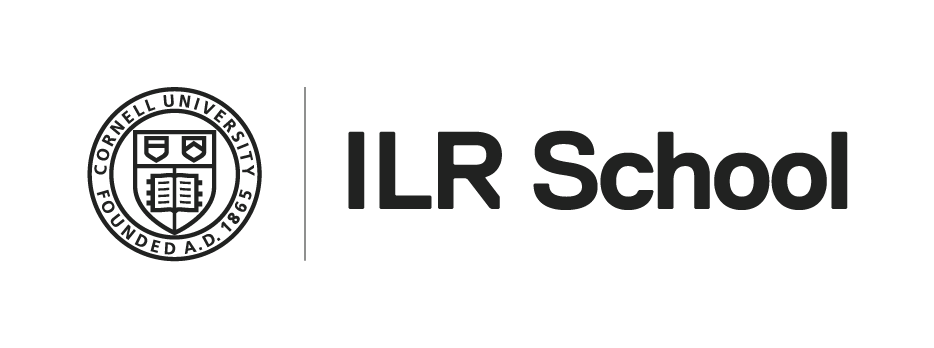 CORNELL UNIVERSITY
FOUNDED A.D. 1865
ILR School